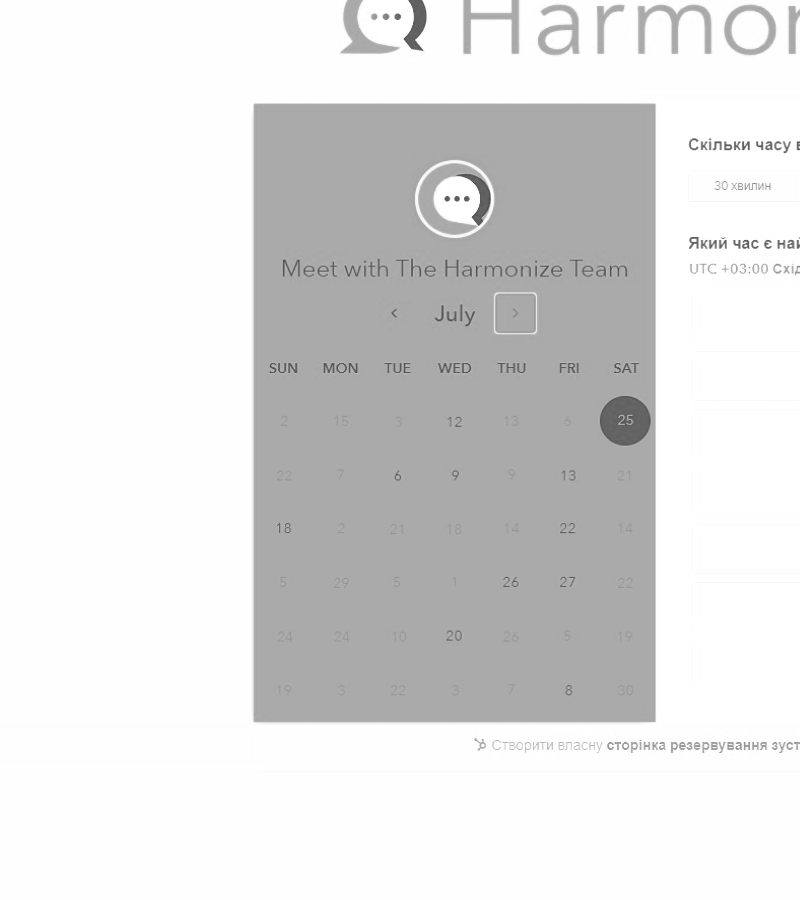 Harmon
Скільки часу в
30 хвилин
Який час є най
UTC +03:00 Схід
Meet with The Harmonize Team
July
SUN MON TUE WED THU FRI SAT
2 15 3 12 13 6 25
22 7 6 9 9 13 21
18 2 21 18 14 22 14
5 29 5 1 26 27 22
24 24 10 20 26 5 19
19 3 22 3 7 8 30
Створити власну сторінка резервування зуст